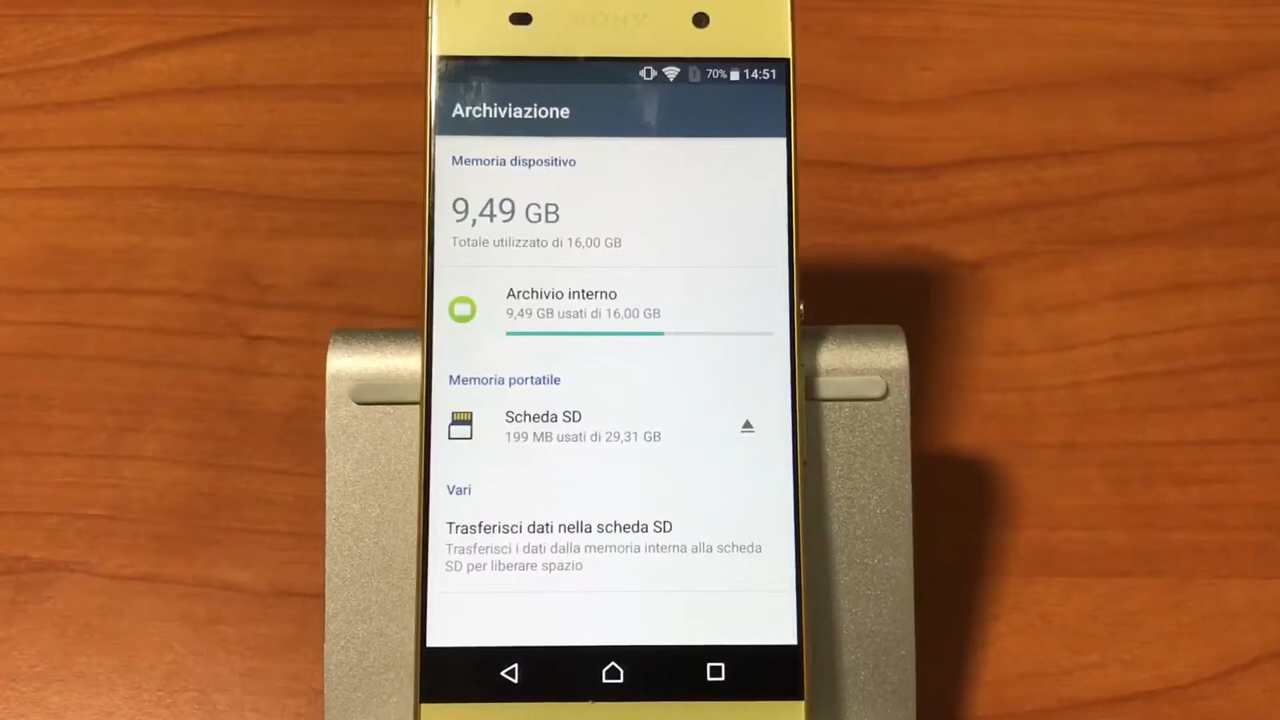 SONY
70% 14:51
Archiviazione
Memoria dispositivo
9,49 GB
Totale utilizzato di 16,00 GB
Archivio interno
9,49 GB usati di 16,00 GB
Memoria portatile
Scheda SD
199 MB usati di 29,31 GB
Vari
Trasferisci dati nella scheda SD
Trasferisci i dati dalla memoria interna alla scheda
SD per liberare spazio